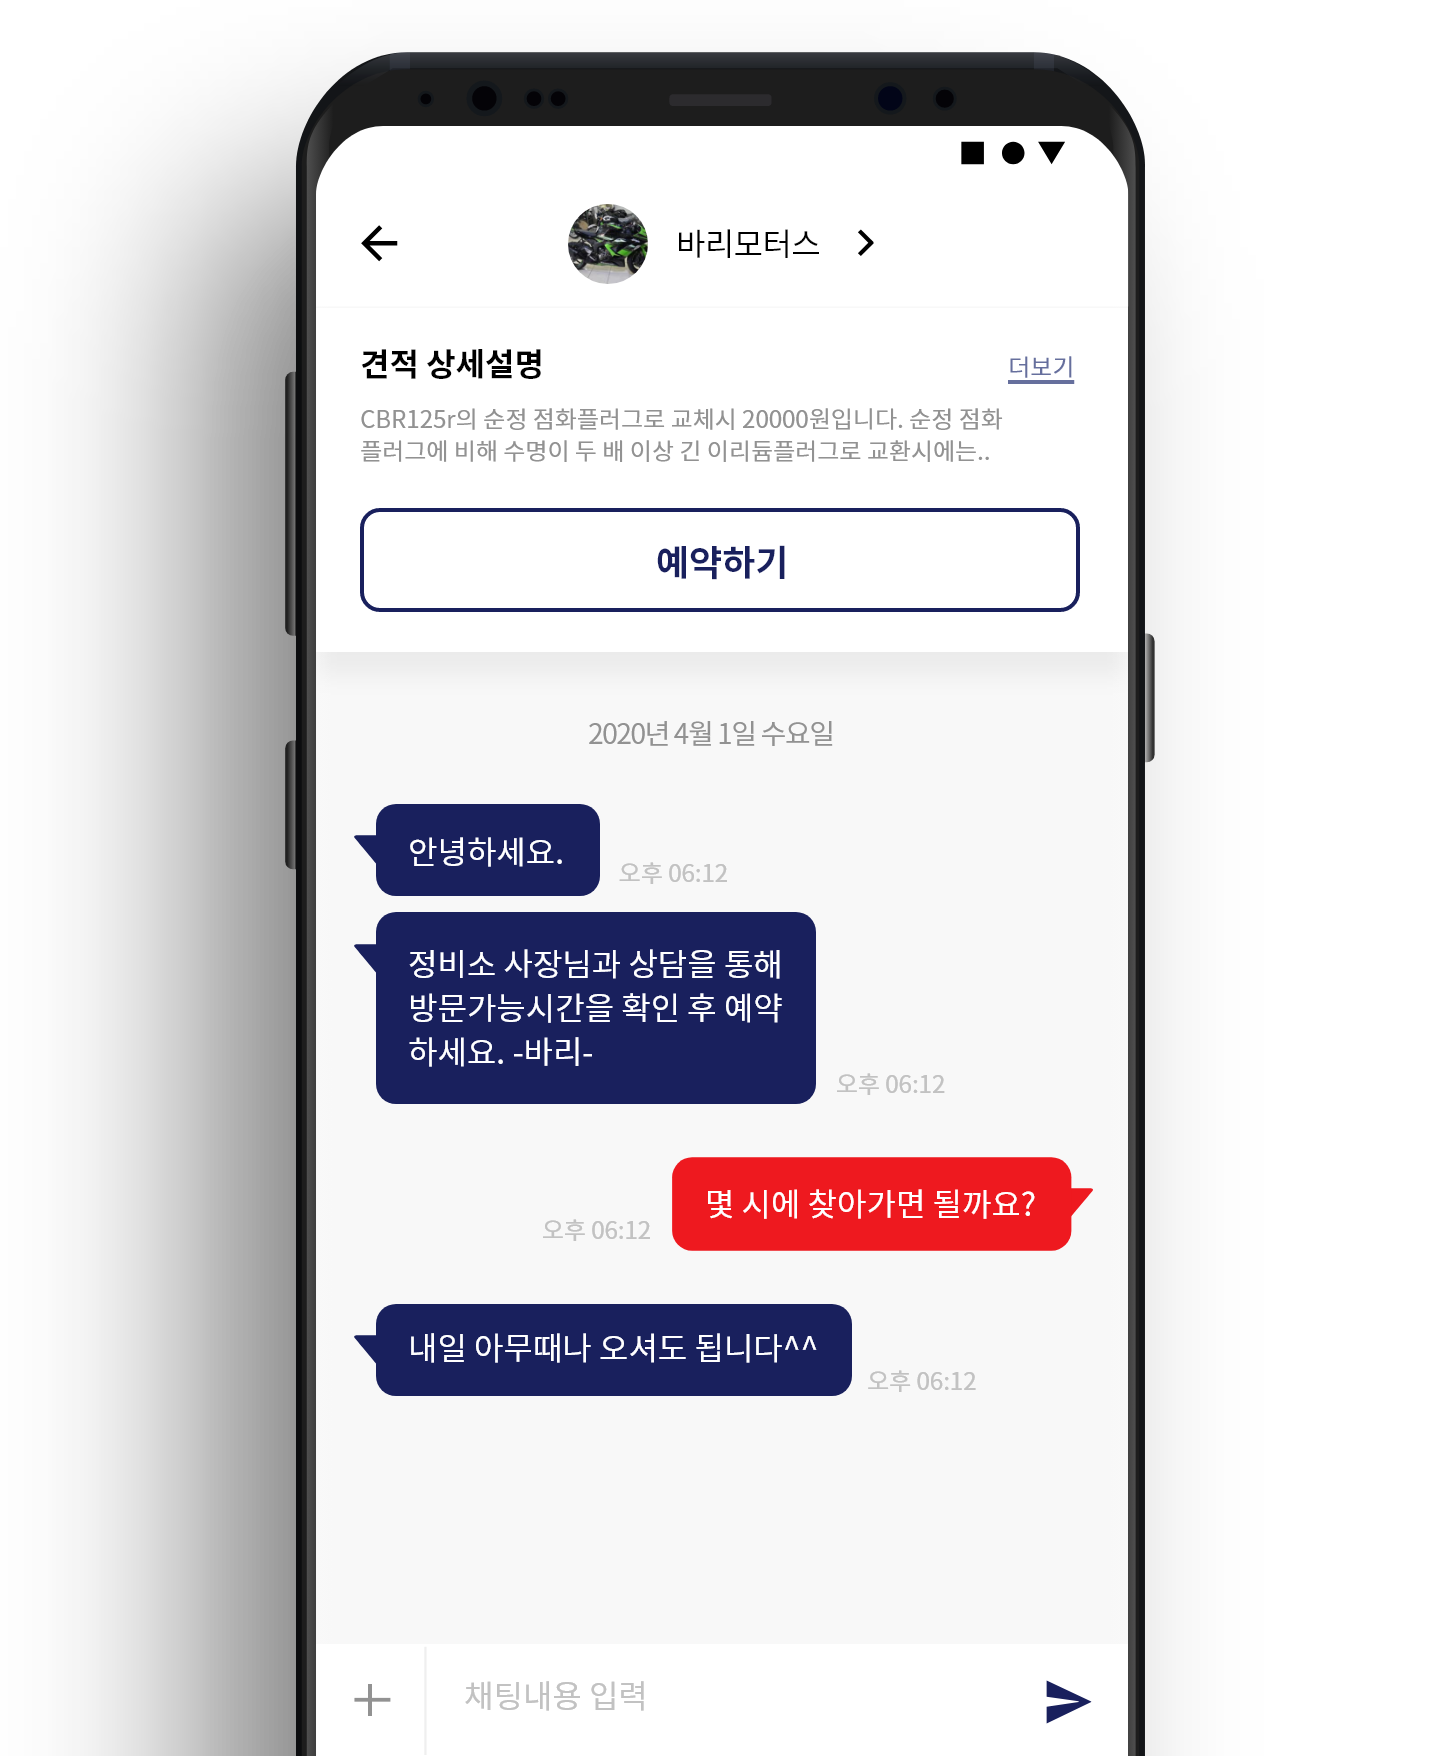 바리모터스
견적 상세설명
더보기
CBR125r의 순정 점화플러그로 교체시 20000원입니다. 순정 점화
플러그에 비해 수명이 두 배 이상 긴 이리듐플러그로 교환시에는..
예약하기
2020년 4월 1일 수요일
안녕하세요.
오후 06:12
정비소 사장님과 상담을 통해
방문가능시간을 확인 후 예약
하세요. -바리-
오후 06:12
몇 시에 찾아가면 될까요?
오후 06:12
내일 아무때나 오셔도 됩니다^^
오후 06:12
채팅내용 입력